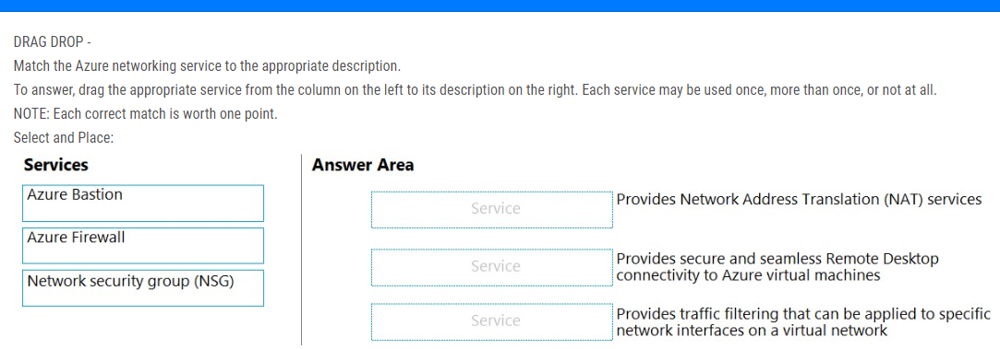 DRAG DROP -
Match the Azure networking service to the appropriate description.
To answer, drag the appropriate service from the column on the left to its description on the right. Each service may be used once, more than once, or not at all.
NOTE: Each correct match is worth one point.
Select and Place:
Services
Azure Bastion
Azure Firewall
Network security group (NSG)
Answer Area
Service
Provides Network Address Translation (NAT) services
Service
Provides secure and seamless Remote Desktop
connectivity to Azure virtual machines
Service
Provides traffic filtering that can be applied to specific
network interfaces on a virtual network